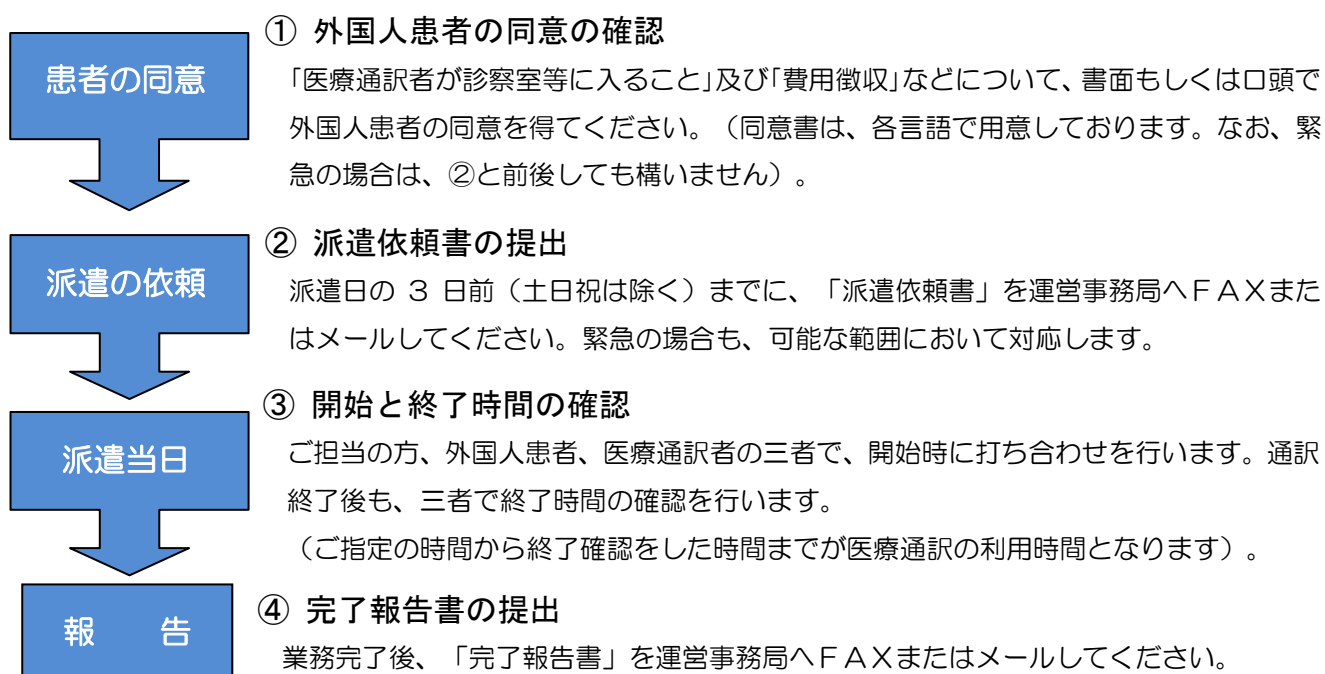 ① 外国人患者の同意の確認
患者の同意
「医療通訳者が診察室等に入ること」及び「費用徴収」などについて、書面もしくは口頭で
外国人患者の同意を得てください。（同意書は、各言語で用意しております。なお、緊
急の場合は、②と前後しても構いません）。
② 派遣依頼書の提出
派遣の依頼
派遣日の 3 日前（土日祝は除く）までに、「派遣依頼書」を運営事務局へＦＡＸまた
はメールしてください。緊急の場合も、可能な範囲において対応します。
③ 開始と終了時間の確認
派遣当日
ご担当の方、外国人患者、医療通訳者の三者で、開始時に打ち合わせを行います。通訳
終了後も、三者で終了時間の確認を行います。
（ご指定の時間から終了確認をした時間までが医療通訳の利用時間となります）。
④ 完了報告書の提出
報　告
業務完了後、「完了報告書」を運営事務局へＦＡＸまたはメールしてください。